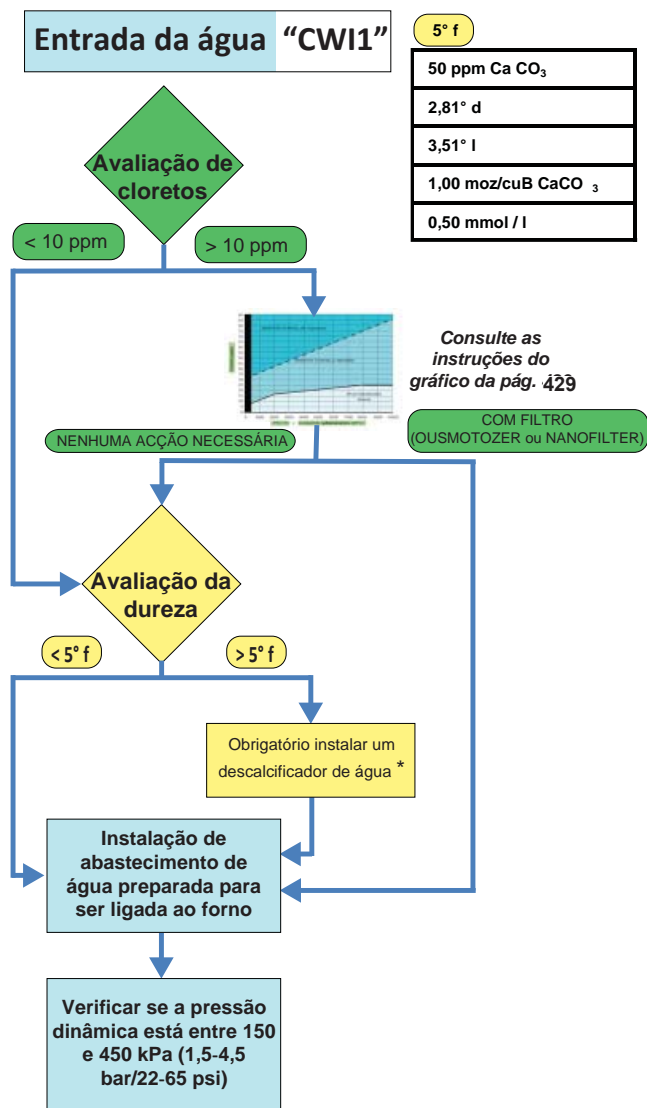 Entrada da água “CWI1”
5° f
50 ppm Ca CO₃
2,81° d
3,51° l
1,00 moz/cuB CaCO ₃
0,50 mmol / l
Avaliação de
cloretos
< 10 ppm
> 10 ppm
Consulte as
instruções do
gráfico da pág. 429
NENHUMA ACÇÃO NECESSÁRIA
COM FILTRO
(OUSMOTOZER ou NANOFILTER)
Avaliação da
dureza
< 5° f
> 5° f
Obrigatório instalar um
descalcificador de água *
Instalação de
abastecimento de
água preparada para
ser ligada ao forno
Verificar se a pressão
dinâmica está entre 150
e 450 kPa (1,5-4,5
bar/22-65 psi)